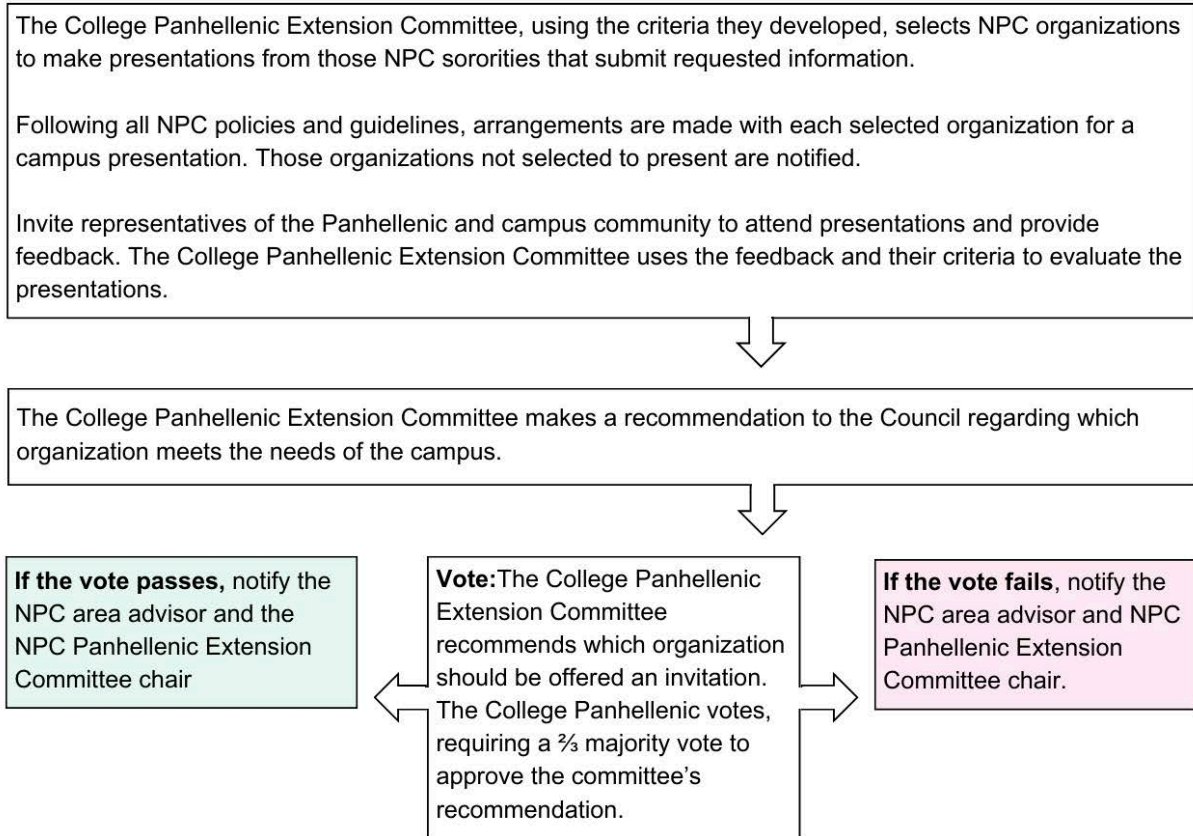 The College Panhellenic Extension Committee, using the criteria they developed, selects NPC organizations
to make presentations from those NPC sororities that submit requested information.
Following all NPC policies and guidelines, arrangements are made with each selected organization for a
campus presentation. Those organizations not selected to present are notified.
Invite representatives of the Panhellenic and campus community to attend presentations and provide
feedback. The College Panhellenic Extension Committee uses the feedback and their criteria to evaluate the
presentations.
The College Panhellenic Extension Committee makes a recommendation to the Council regarding which
organization meets the needs of the campus.
If the vote passes, notify the
NPC area advisor and the
NPC Panhellenic Extension
Committee chair
Vote:The College Panhellenic
Extension Committee
recommends which organization
should be offered an invitation.
The College Panhellenic votes,
requiring a ⅔ majority vote to
approve the committee’s
recommendation.
If the vote fails, notify the
NPC area advisor and NPC
Panhellenic Extension
Committee chair.